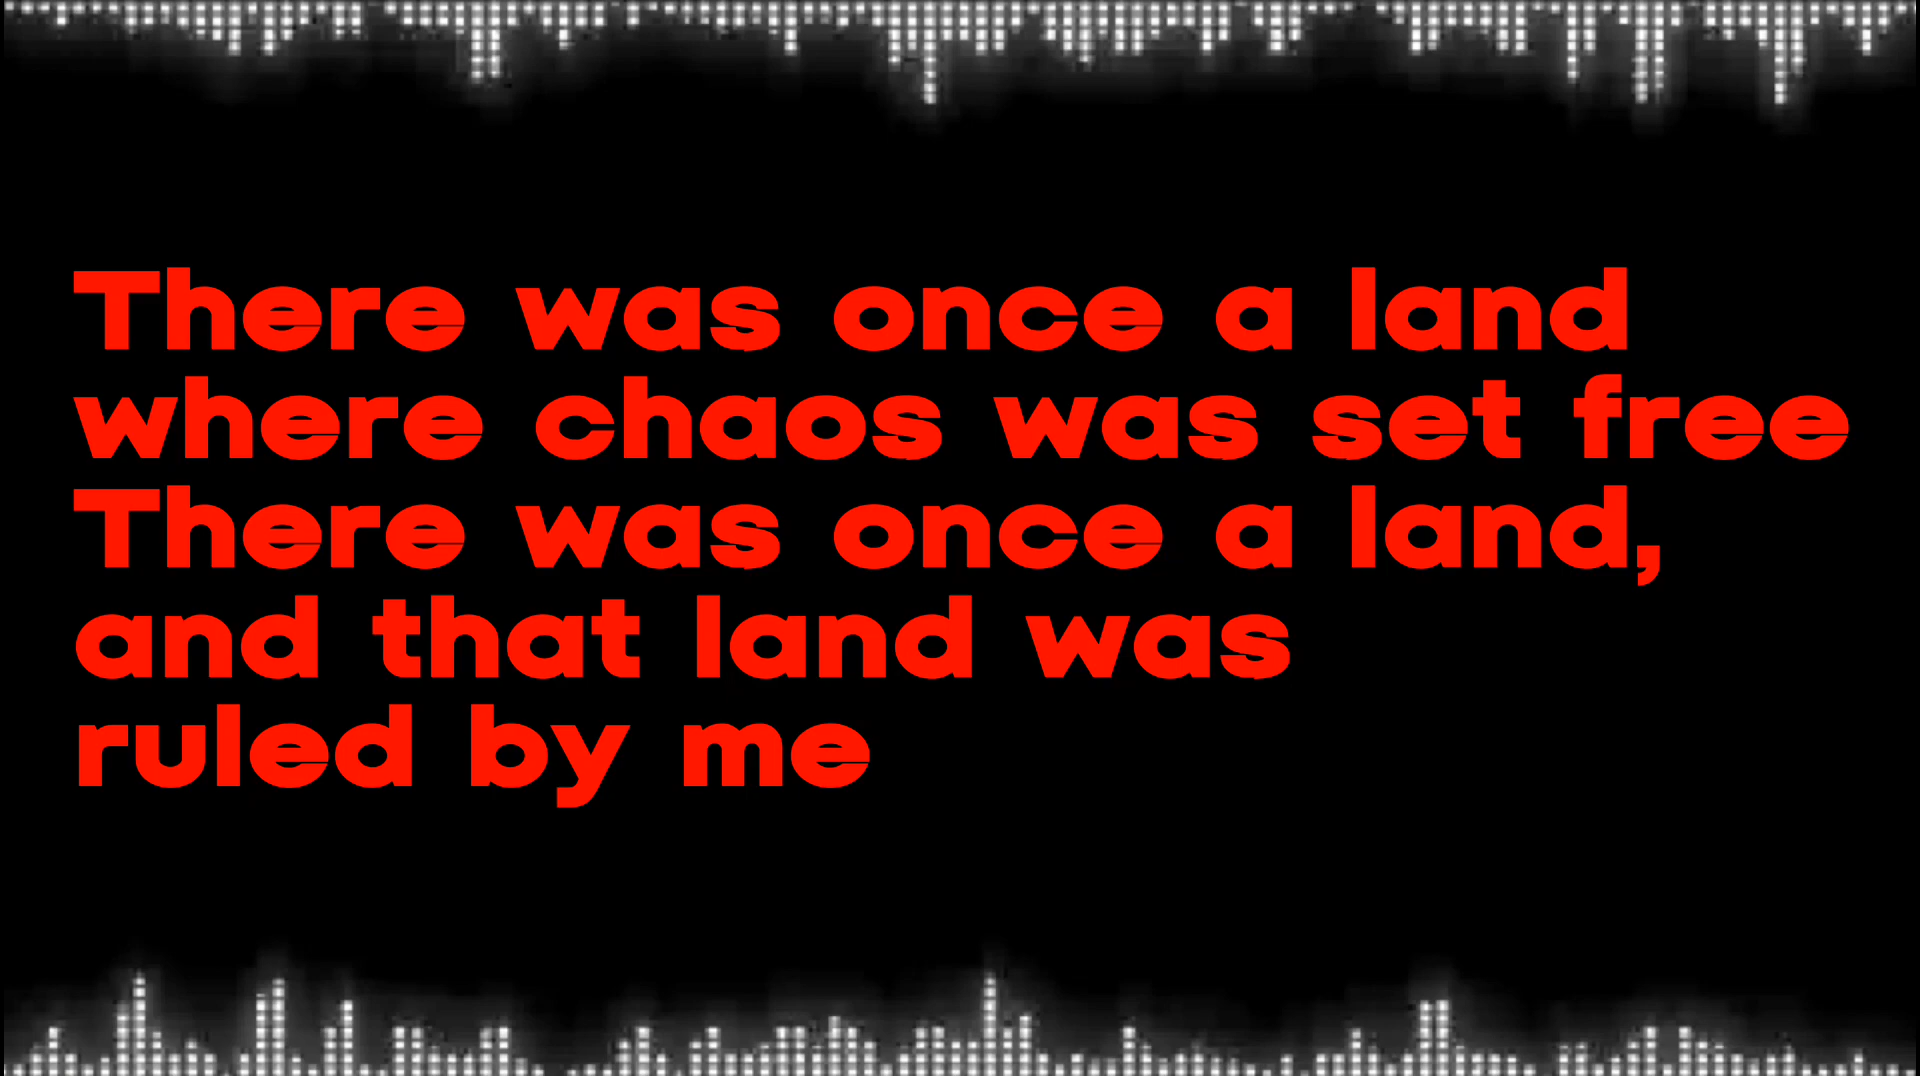 There was once a land
where chaos was set free
There was once a land,
and that land was
ruled by me